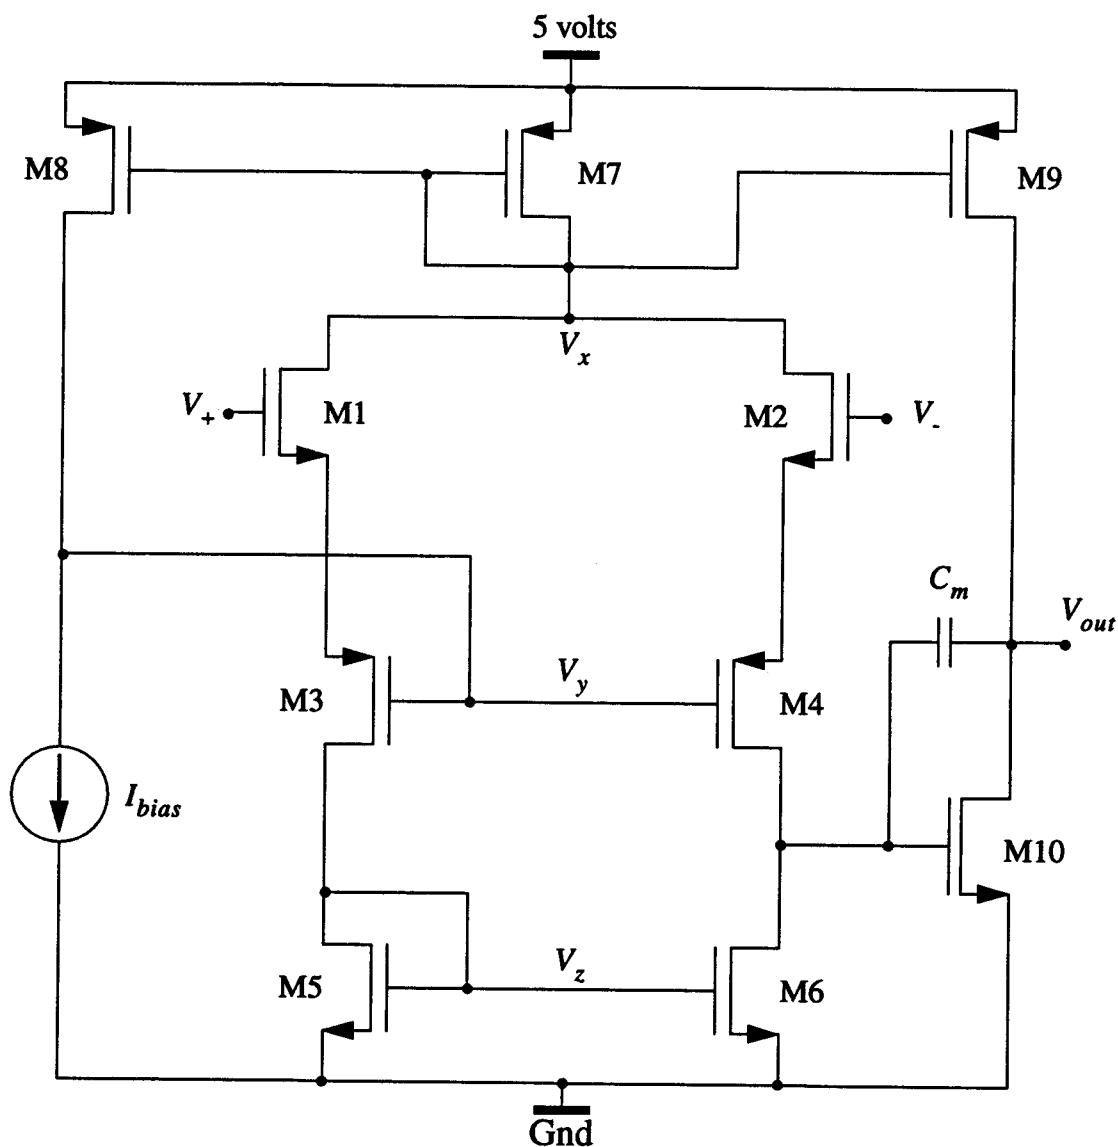 5 volts
M8
M7
M9
V_x
V_+
M1
M2
V_-
C_m
V_out
M3
V_y
M4
I_bias
M10
M5
V_z
M6
Gnd